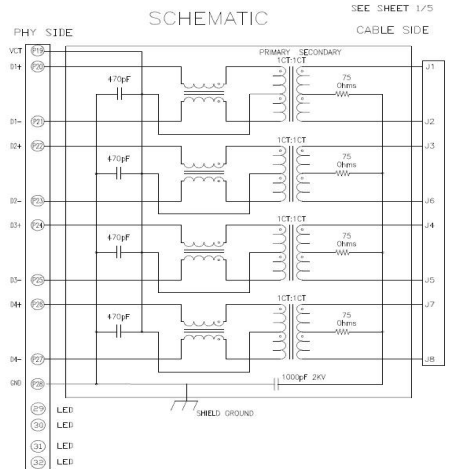 SEE SHEET 1/5
SCHEMATIC
PHY SIDE
CABLE SIDE
VCT P19
PRIMARY SECONDARY
1CT:1CT
D1+ P20
J1
470pF
75
Ohms
D1- P21
J2
D2+ P22
J3
1CT:1CT
470pF
75
Ohms
D2- P23
J6
D3+ P24
J4
1CT:1CT
470pF
75
Ohms
D3- P25
J5
1CT:1CT
D4+ P26
J7
470pF
75
Ohms
D4- P27
J8
GND P28
1000pF 2KV
SHIELD GROUND
29 LED
30 LED
31 LED
32 LED